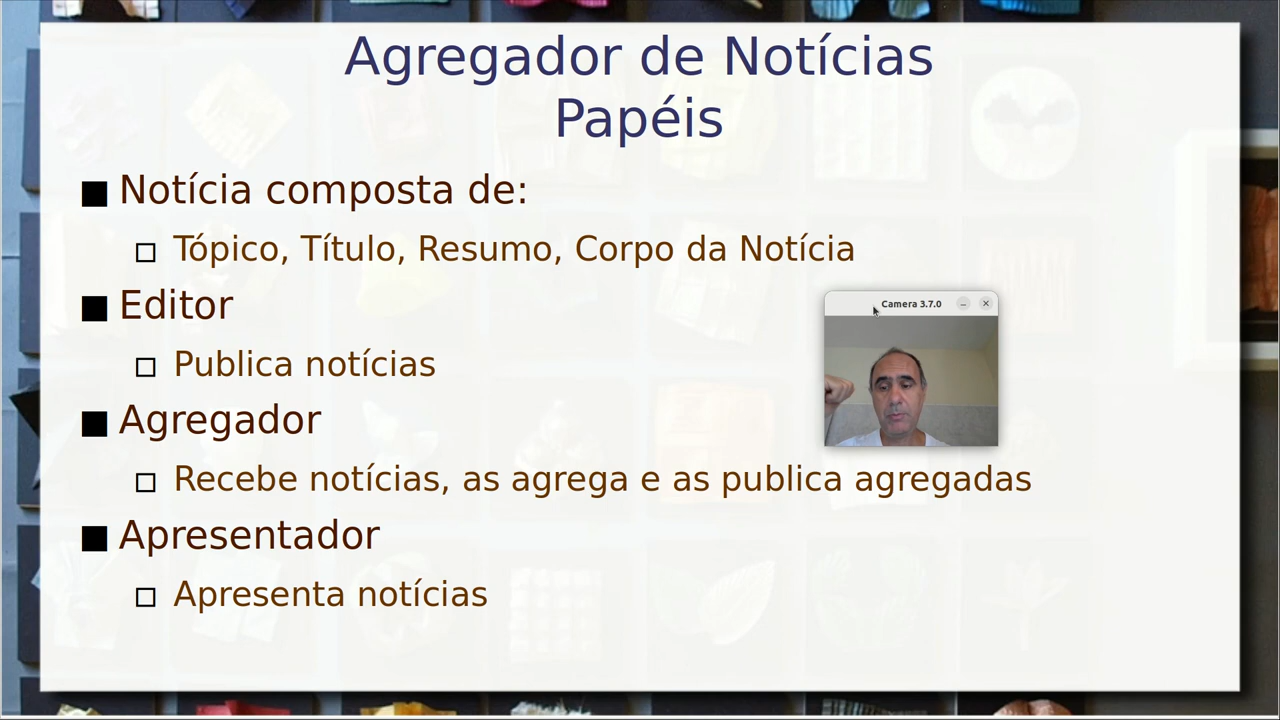 Agregador de Notícias
Papéis
Notícia composta de:
Tópico, Título, Resumo, Corpo da Notícia
Editor
Publica notícias
Camera 3.7.0
Agregador
Recebe notícias, as agrega e as publica agregadas
Apresentador
Apresenta notícias